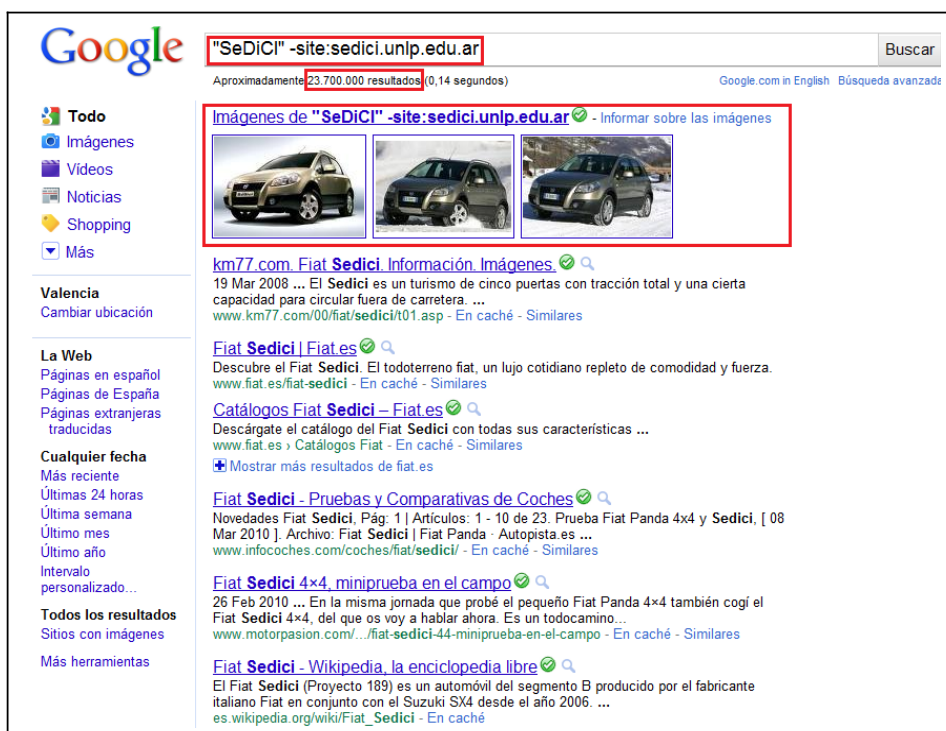 Google
"SeDiCI" -site:sedici.unlp.edu.ar
Buscar
Aproximadamente 23.700.000 resultados (0,14 segundos)
Google.com in English Búsqueda avanzada
Todo
Imágenes
Vídeos
Noticias
Shopping
Más
Valencia
Cambiar ubicación
La Web
Páginas en español
Páginas de España
Páginas extranjeras
traducidas
Cualquier fecha
Más reciente
Últimas 24 horas
Última semana
Último mes
Último año
Intervalo
personalizado...
Todos los resultados
Sitios con imágenes
Más herramientas
Imágenes de "SeDiCI" -site:sedici.unlp.edu.ar - Informar sobre las imágenes
km77.com. Fiat Sedici. Información. Imágenes.
19 Mar 2008 ... El Sedici es un turismo de cinco puertas con tracción total y una cierta
capacidad para circular fuera de carretera. ...
www.km77.com/00/fiat/sedici/t01.asp - En caché - Similares
Fiat Sedici | Fiat.es
Descubre el Fiat Sedici. El todoterreno fiat, un lujo cotidiano repleto de comodidad y fuerza.
www.fiat.es/fiat-sedici - En caché - Similares
Catálogos Fiat Sedici – Fiat.es
Descárgate el catálogo del Fiat Sedici con todas sus características ...
www.fiat.es › Catálogos Fiat - En caché - Similares
Mostrar más resultados de fiat.es
Fiat Sedici - Pruebas y Comparativas de Coches
Novedades Fiat Sedici, Pág: 1 | Artículos: 1 - 10 de 23. Prueba Fiat Panda 4x4 y Sedici, [ 08
Mar 2010 ]. Archivo: Fiat Sedici | Fiat Panda · Autopista.es ...
www.infocoches.com/coches/fiat/sedici/ - En caché - Similares
Fiat Sedici 4×4, miniprueba en el campo
26 Feb 2010 ... En la misma jornada que probé el pequeño Fiat Panda 4×4 también cogí el
Fiat Sedici 4×4, del que os voy a hablar ahora. Es un todocamino...
www.motorpasion.com/.../fiat-sedici-44-miniprueba-en-el-campo - En caché - Similares
Fiat Sedici - Wikipedia, la enciclopedia libre
El Fiat Sedici (Proyecto 189) es un automóvil del segmento B producido por el fabricante
italiano Fiat en conjunto con el Suzuki SX4 desde el año 2006. ...
es.wikipedia.org/wiki/Fiat_Sedici - En caché